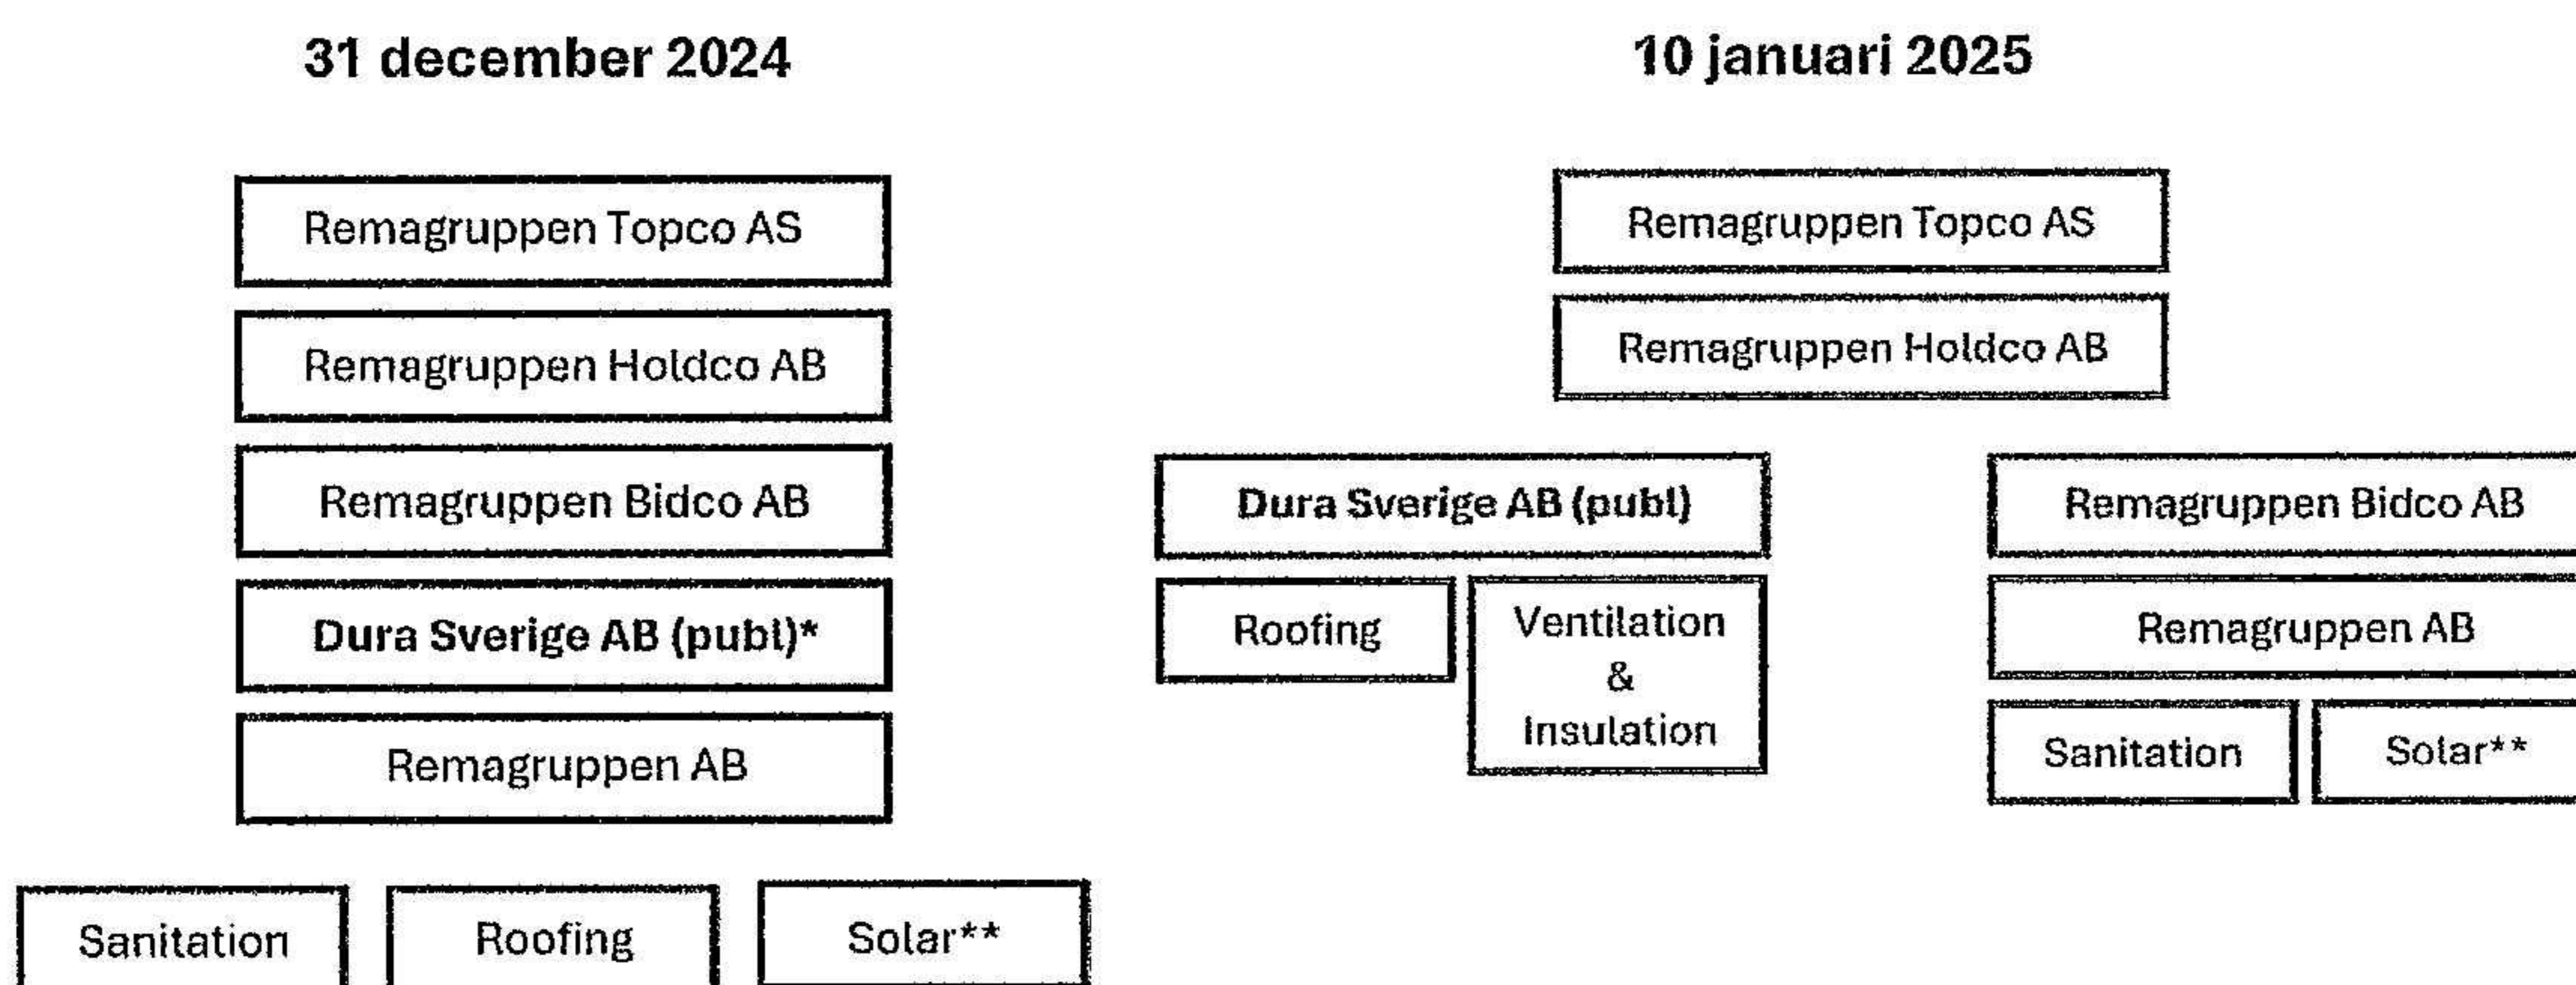 31 december 2024
Remagruppen Topco AS
Remagruppen Holdco AB
Remagruppen Bidco AB
Dura Sverige AB (publ)*
Remagruppen AB
Sanitation
Roofing
Solar**
10 januari 2025
Remagruppen Topco AS
Remagruppen Holdco AB
Dura Sverige AB (publ)
Roofing
Ventilation
&
Insulation
Remagruppen Bidco AB
Remagruppen AB
Sanitation
Solar**